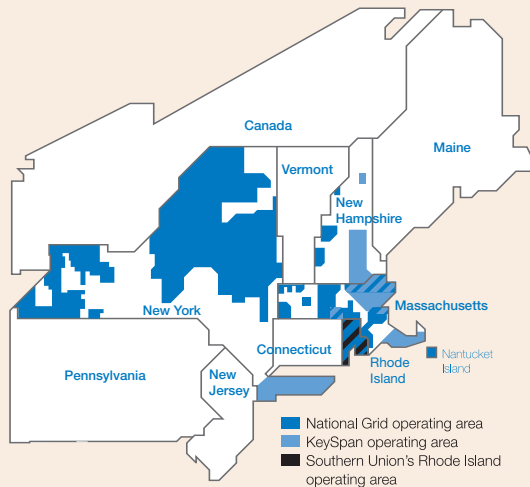 Canada
Maine
Vermont
New
Hampshire
New York
Massachusetts
Connecticut
Rhode
Island
Nantucket
Island
Pennsylvania
New
Jersey
National Grid operating area
KeySpan operating area
Southern Union's Rhode Island
operating area